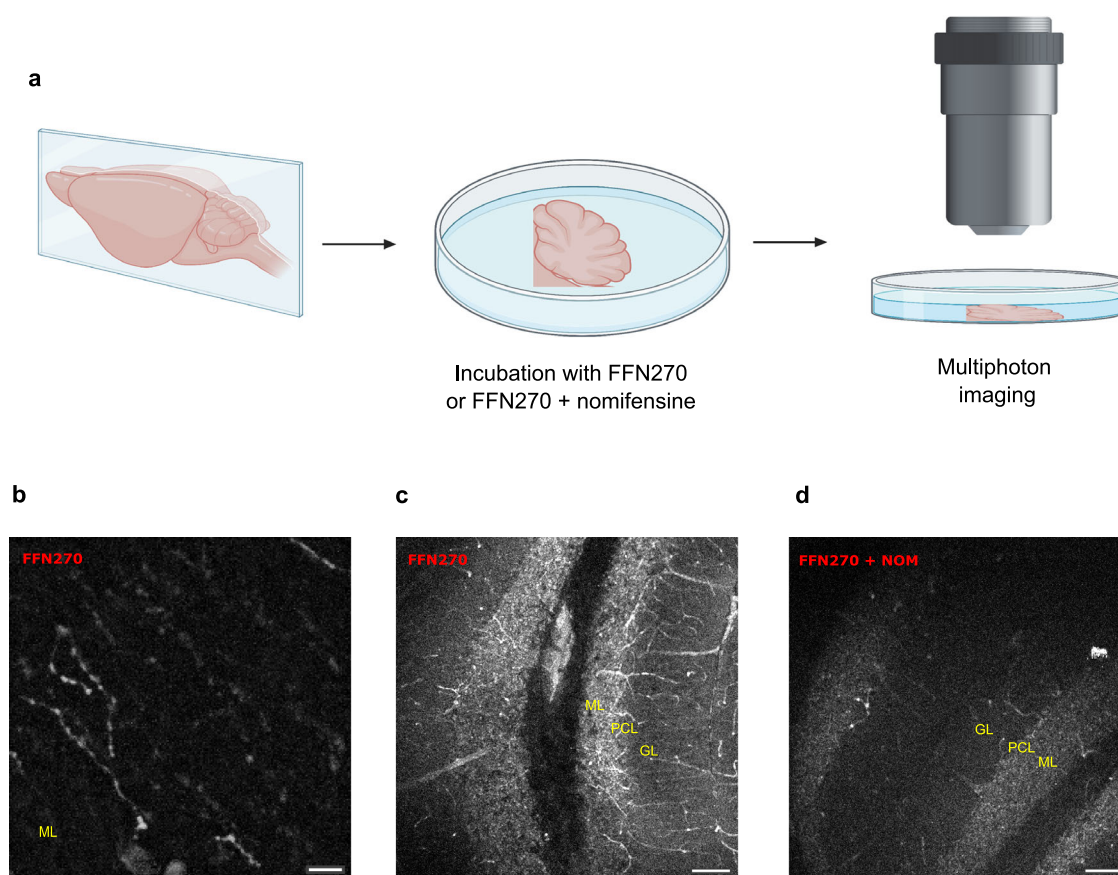 a
Incubation with FFN270
or FFN270 + nomifensine
Multiphoton
imaging
b
c
d
FFN270
ML
FFN270
ML
PCL
GL
FFN270 + NOM
GL
PCL
ML